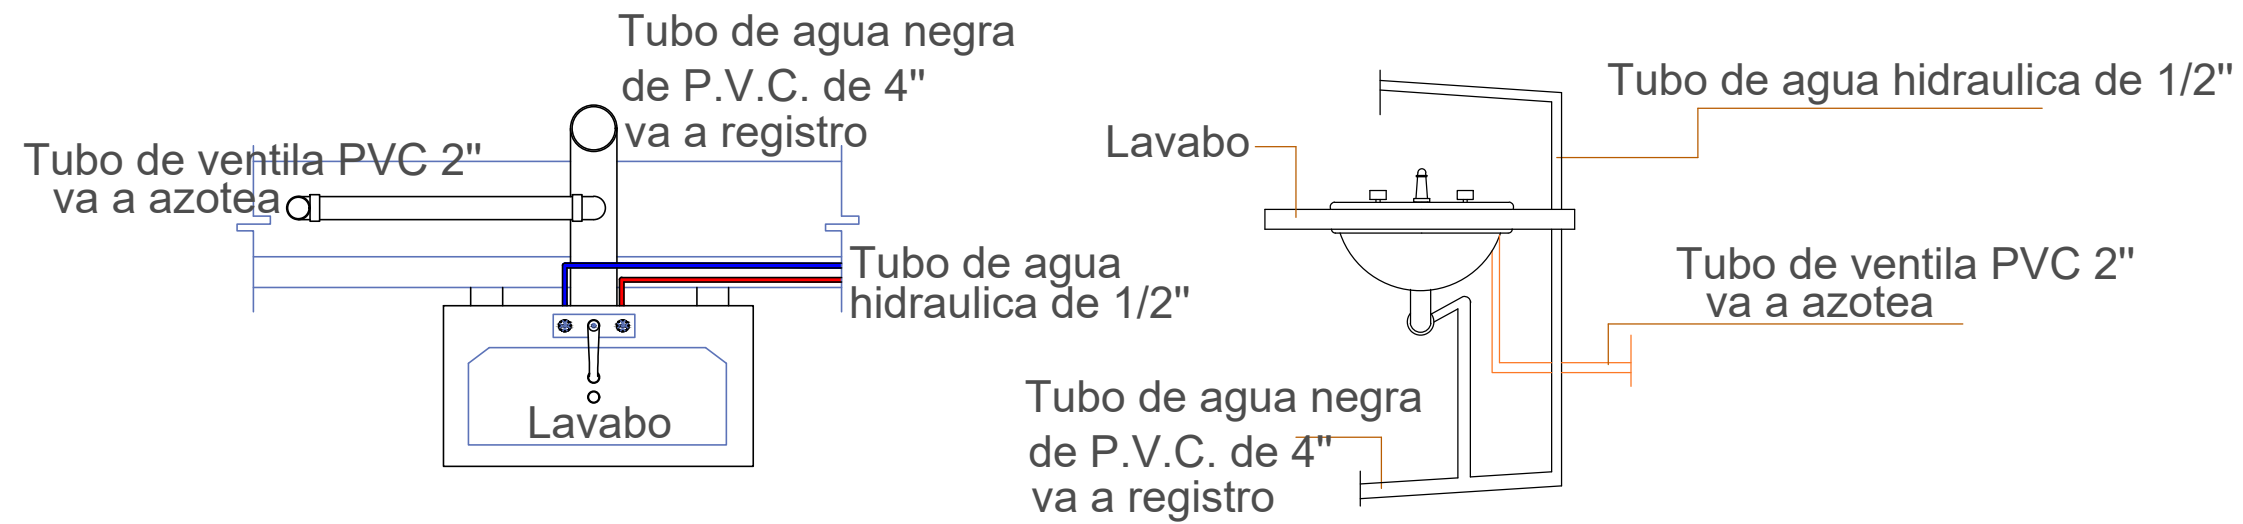 Tubo de agua negra
de P.V.C. de 4"
va a registro
Tubo de ventila PVC 2"
va a azotea
Tubo de agua
hidraulica de 1/2"
Lavabo
Tubo de agua hidraulica de 1/2"
Lavabo
Tubo de ventila PVC 2"
va a azotea
Tubo de agua negra
de P.V.C. de 4"
va a registro